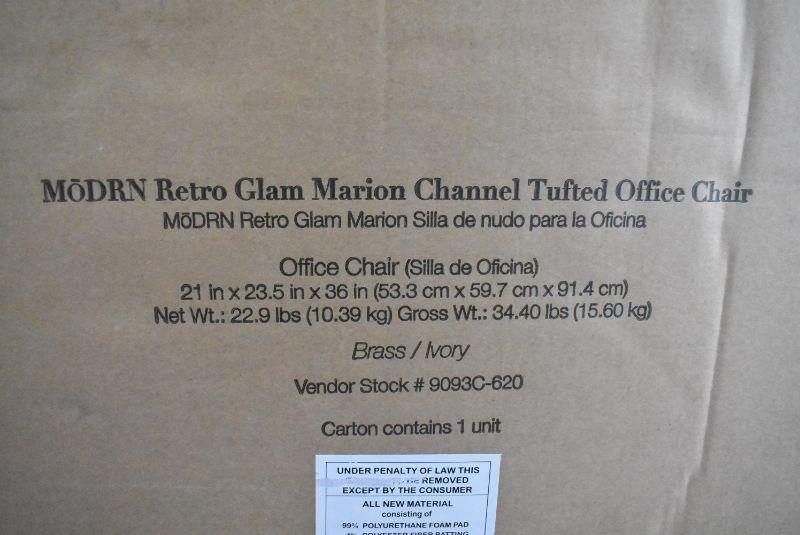 MōDRN Retro Glam Marion Channel Tufted Office Chair
MōDRN Retro Glam Marion Silla de nudo para la Oficina
Office Chair (Silla de Oficina)
21 in x 23.5 in x 36 in (53.3 cm x 59.7 cm x 91.4 cm)
Net Wt.: 22.9 lbs (10.39 kg) Gross Wt.: 34.40 lbs (15.60 kg)
Brass / Ivory
Vendor Stock # 9093C-620
Carton contains 1 unit
UNDER PENALTY OF LAW THIS
REMOVED
EXCEPT BY THE CONSUMER
ALL NEW MATERIAL
consisting of
99% POLYURETHANE FOAM PAD
POLYESTER FIBER BATTING